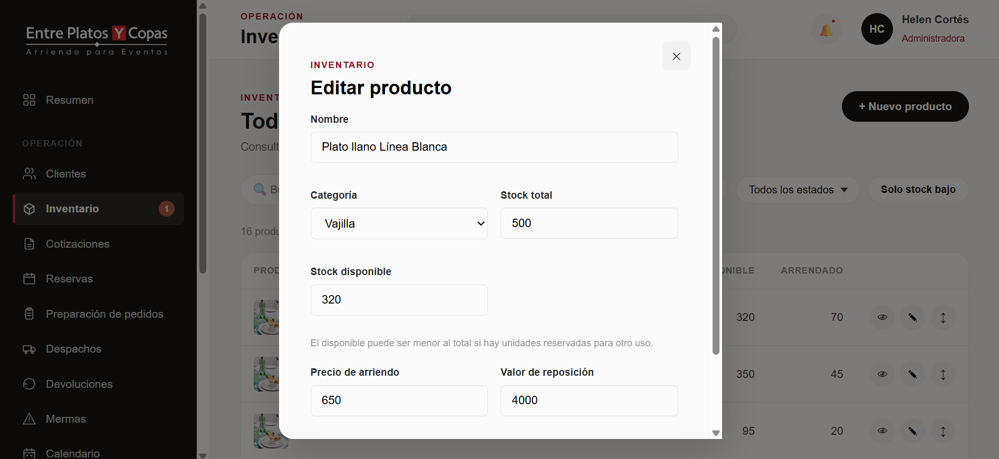 Entre Platos Y Copas
Arriendo para Eventos
Resumen
OPERACIÓN
Clientes
Inventario
1
Cotizaciones
Reservas
Preparación de pedidos
Despachos
Devoluciones
Mermas
Calendario
OPERACIÓN
Inve
HC
Helen Cortés
Administradora
INVENT
Tod
Consult
+ Nuevo producto
Bu
Todos los estados
Solo stock bajo
16 produ
PROD
ONIBLE
ARRENDADO
320
70
350
45
95
20
INVENTARIO
Editar producto
Nombre
Plato llano Línea Blanca
Categoría
Stock total
Vajilla
500
Stock disponible
320
El disponible puede ser menor al total si hay unidades reservadas para otro uso.
Precio de arriendo
Valor de reposición
650
4000